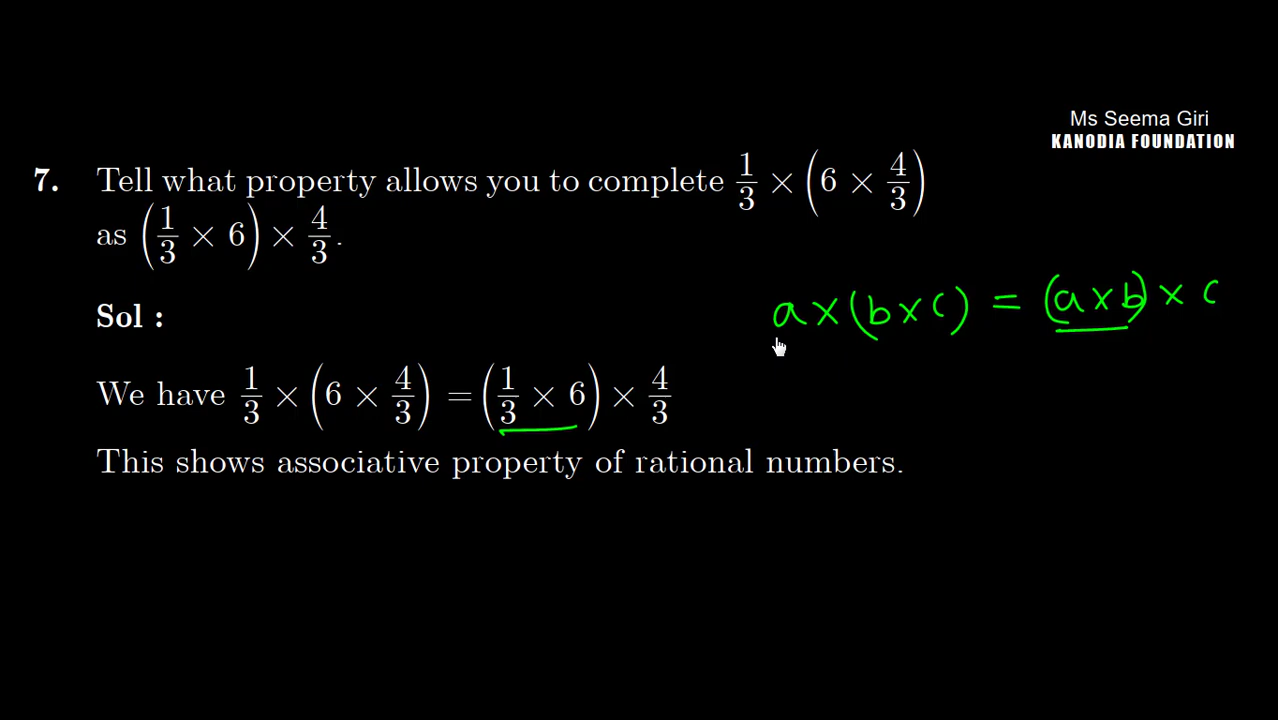 Ms Seema Giri
KANODIA FOUNDATION
7. Tell what property allows you to complete 1/3 × (6 × 4/3)
as (1/3 × 6) × 4/3.
a×(b×c) = (a×b)×c
Sol :
We have 1/3 × (6 × 4/3) = (1/3 × 6) × 4/3
This shows associative property of rational numbers.